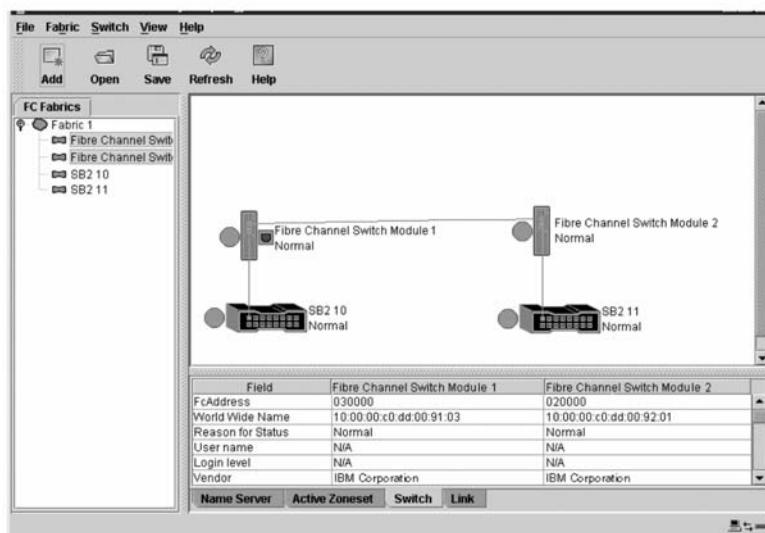 File Fabric Switch View Help
Add Open Save Refresh Help
FC Fabrics
Fabric 1
Fibre Channel Swit
Fibre Channel Swit
SB2 10
SB2 11
Fibre Channel Switch Module 1
Normal
Fibre Channel Switch Module 2
Normal
SB2 10
Normal
SB2 11
Normal
Field Fibre Channel Switch Module 1 Fibre Channel Switch Module 2
FcAddress 030000 020000
World Wide Name 10:00:00:c0:dd:00:91:03 10:00:00:c0:dd:00:92:01
Reason for Status Normal Normal
User name N/A N/A
Login level N/A N/A
Vendor IBM Corporation IBM Corporation
Name Server Active Zoneset Switch Link